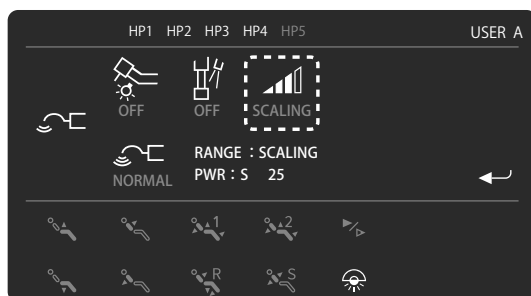 HP1 HP2 HP3 HP4 HP5 USER A
OFF OFF SCALING
NORMAL
RANGE : SCALING
PWR : S 25
1 2
R S